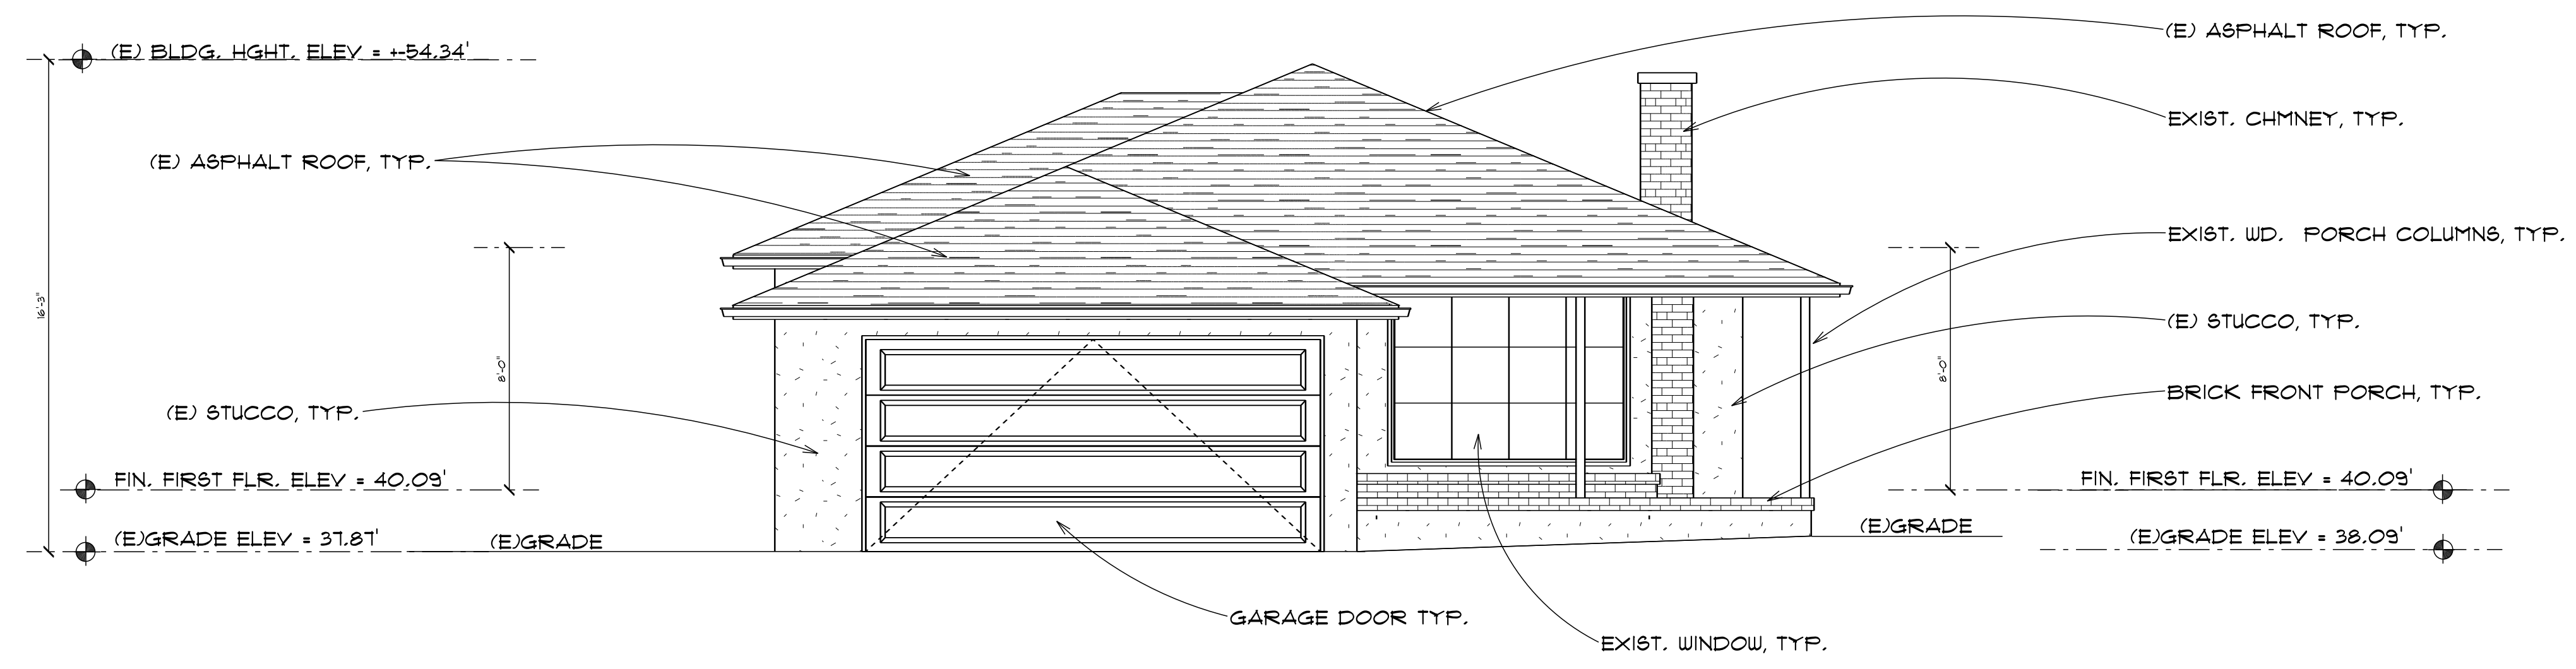 (E) ASPHALT ROOF, TYP.
(E) BLDG. HGHT. ELEV = +-54.34'
EXIST. CHMNEY, TYP.
(E) ASPHALT ROOF, TYP.
EXIST. WD. PORCH COLUMNS, TYP.
16'-3"
(E) STUCCO, TYP.
8'-0"
8'-0"
BRICK FRONT PORCH, TYP.
(E) STUCCO, TYP.
FIN. FIRST FLR. ELEV = 40.09'
FIN. FIRST FLR. ELEV = 40.09'
(E)GRADE
(E)GRADE ELEV = 37.87'
(E)GRADE
(E)GRADE ELEV = 38.09'
GARAGE DOOR TYP.
EXIST. WINDOW, TYP.